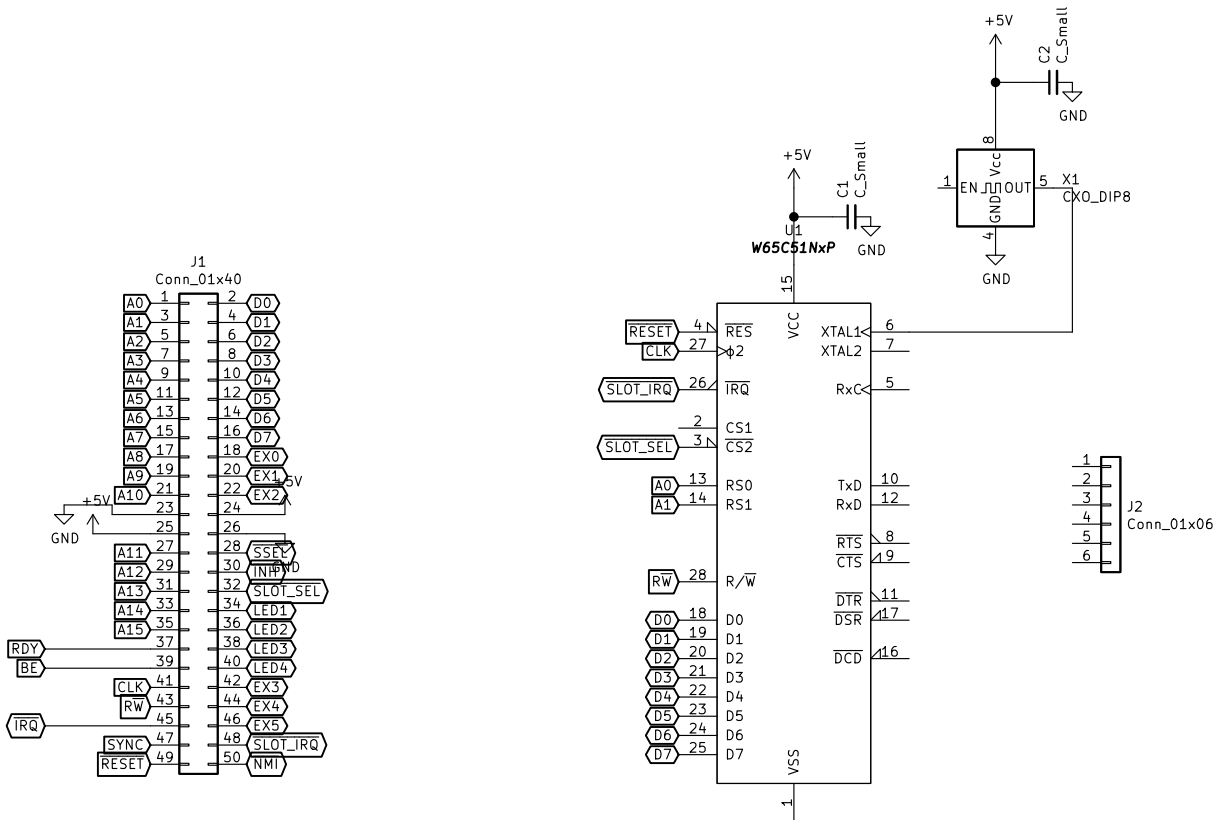 +5V
C2
C_Small
GND
8
Vcc
1
EN
OUT
5
X1
CXO_DIP8
GND
4
GND
+5V
C1
C_Small
GND
U1
W65C51NxP
15
VCC
J1
Conn_01x40
A0 1 2 D0
A1 3 4 D1
A2 5 6 D2
A3 7 8 D3
A4 9 10 D4
A5 11 12 D5
A6 13 14 D6
A7 15 16 D7
A8 17 18 EX0
A9 19 20 EX1
+5V
A10 21 22 EX2
+5V
23 24
GND
25 26
A11 27 28 SSEL
GND
A12 29 30 INH
A13 31 32 SLOT_SEL
A14 33 34 LED1
A15 35 36 LED2
RDY 37 38 LED3
BE 39 40 LED4
CLK 41 42 EX3
RW 43 44 EX4
IRQ 45 46 EX5
SYNC 47 48 SLOT_IRQ
RESET 49 50 NMI
RESET 4 RES XTAL1 6
CLK 27 ϕ2 XTAL2 7
SLOT_IRQ 26 IRQ RxC 5
2 CS1
SLOT_SEL 3 CS2
A0 13 RS0 TxD 10
A1 14 RS1 RxD 12
RTS 8
CTS 9
RW 28 R/W
DTR 11
D0 18 D0 DSR 17
D1 19 D1
D2 20 D2 DCD 16
D3 21 D3
D4 22 D4
D5 23 D5
D6 24 D6
D7 25 D7
VSS
1
1
2
3
4
5
6
J2
Conn_01x06